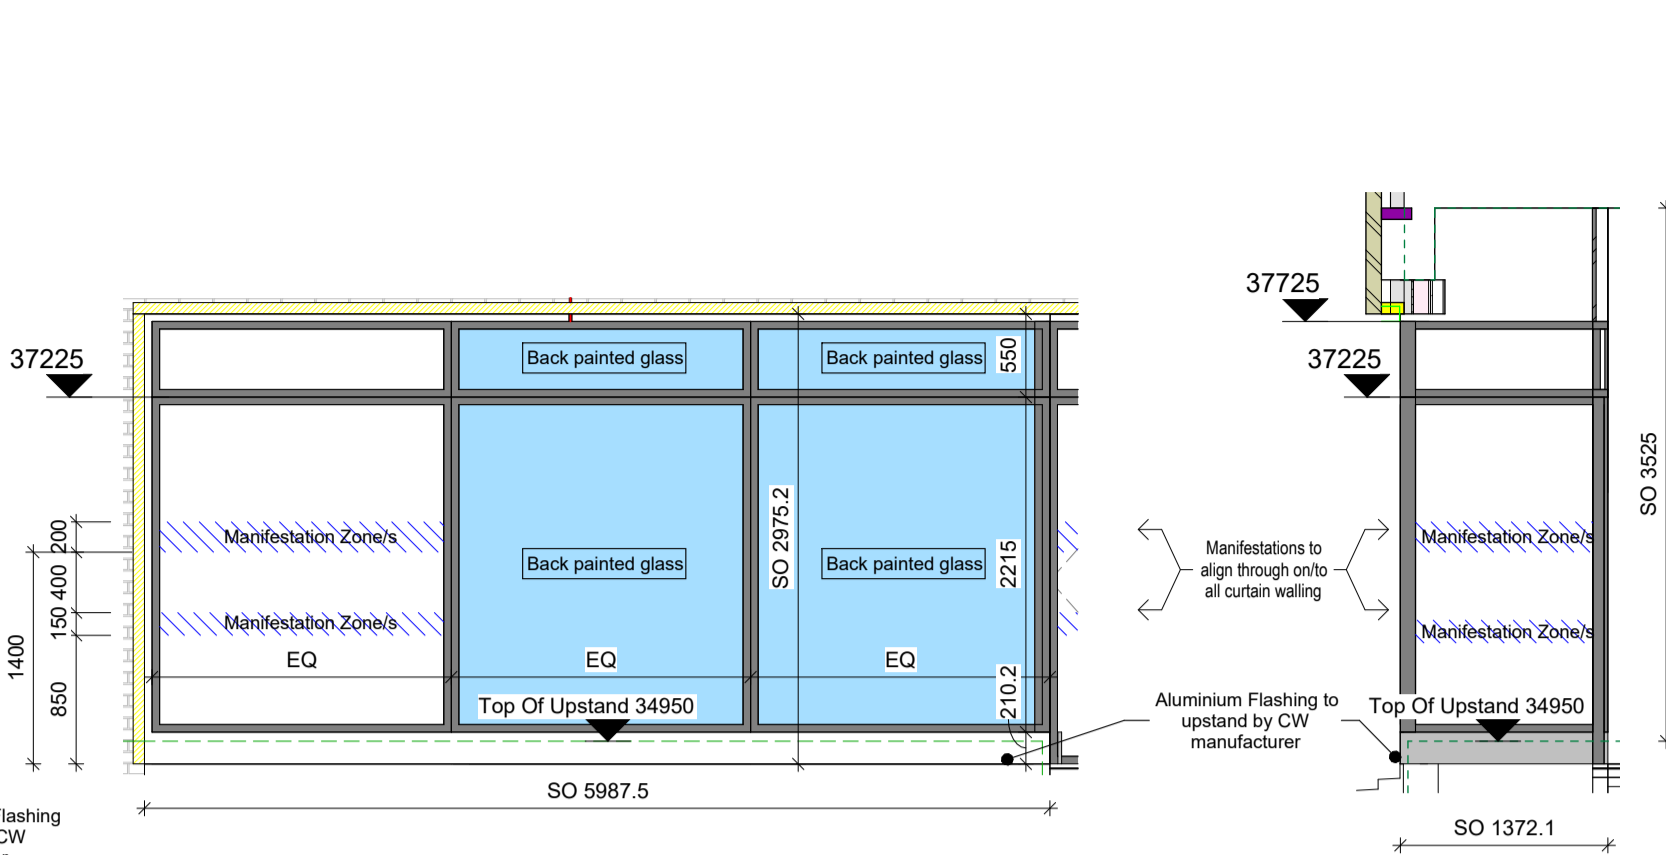 37725
37225
37225
Back painted glass
Back painted glass
550
SO 3525
SO 2975.2
200
Manifestation Zone/s
Manifestation Zone/s
Manifestations to
align through on/to
all curtain walling
Back painted glass
Back painted glass
2215
400
150
Manifestation Zone/s
Manifestation Zone/s
1400
EQ
EQ
EQ
850
210.2
Top Of Upstand 34950
Aluminium Flashing to
upstand by CW
manufacturer
Top Of Upstand 34950
SO 5987.5
SO 1372.1
lashing
CW